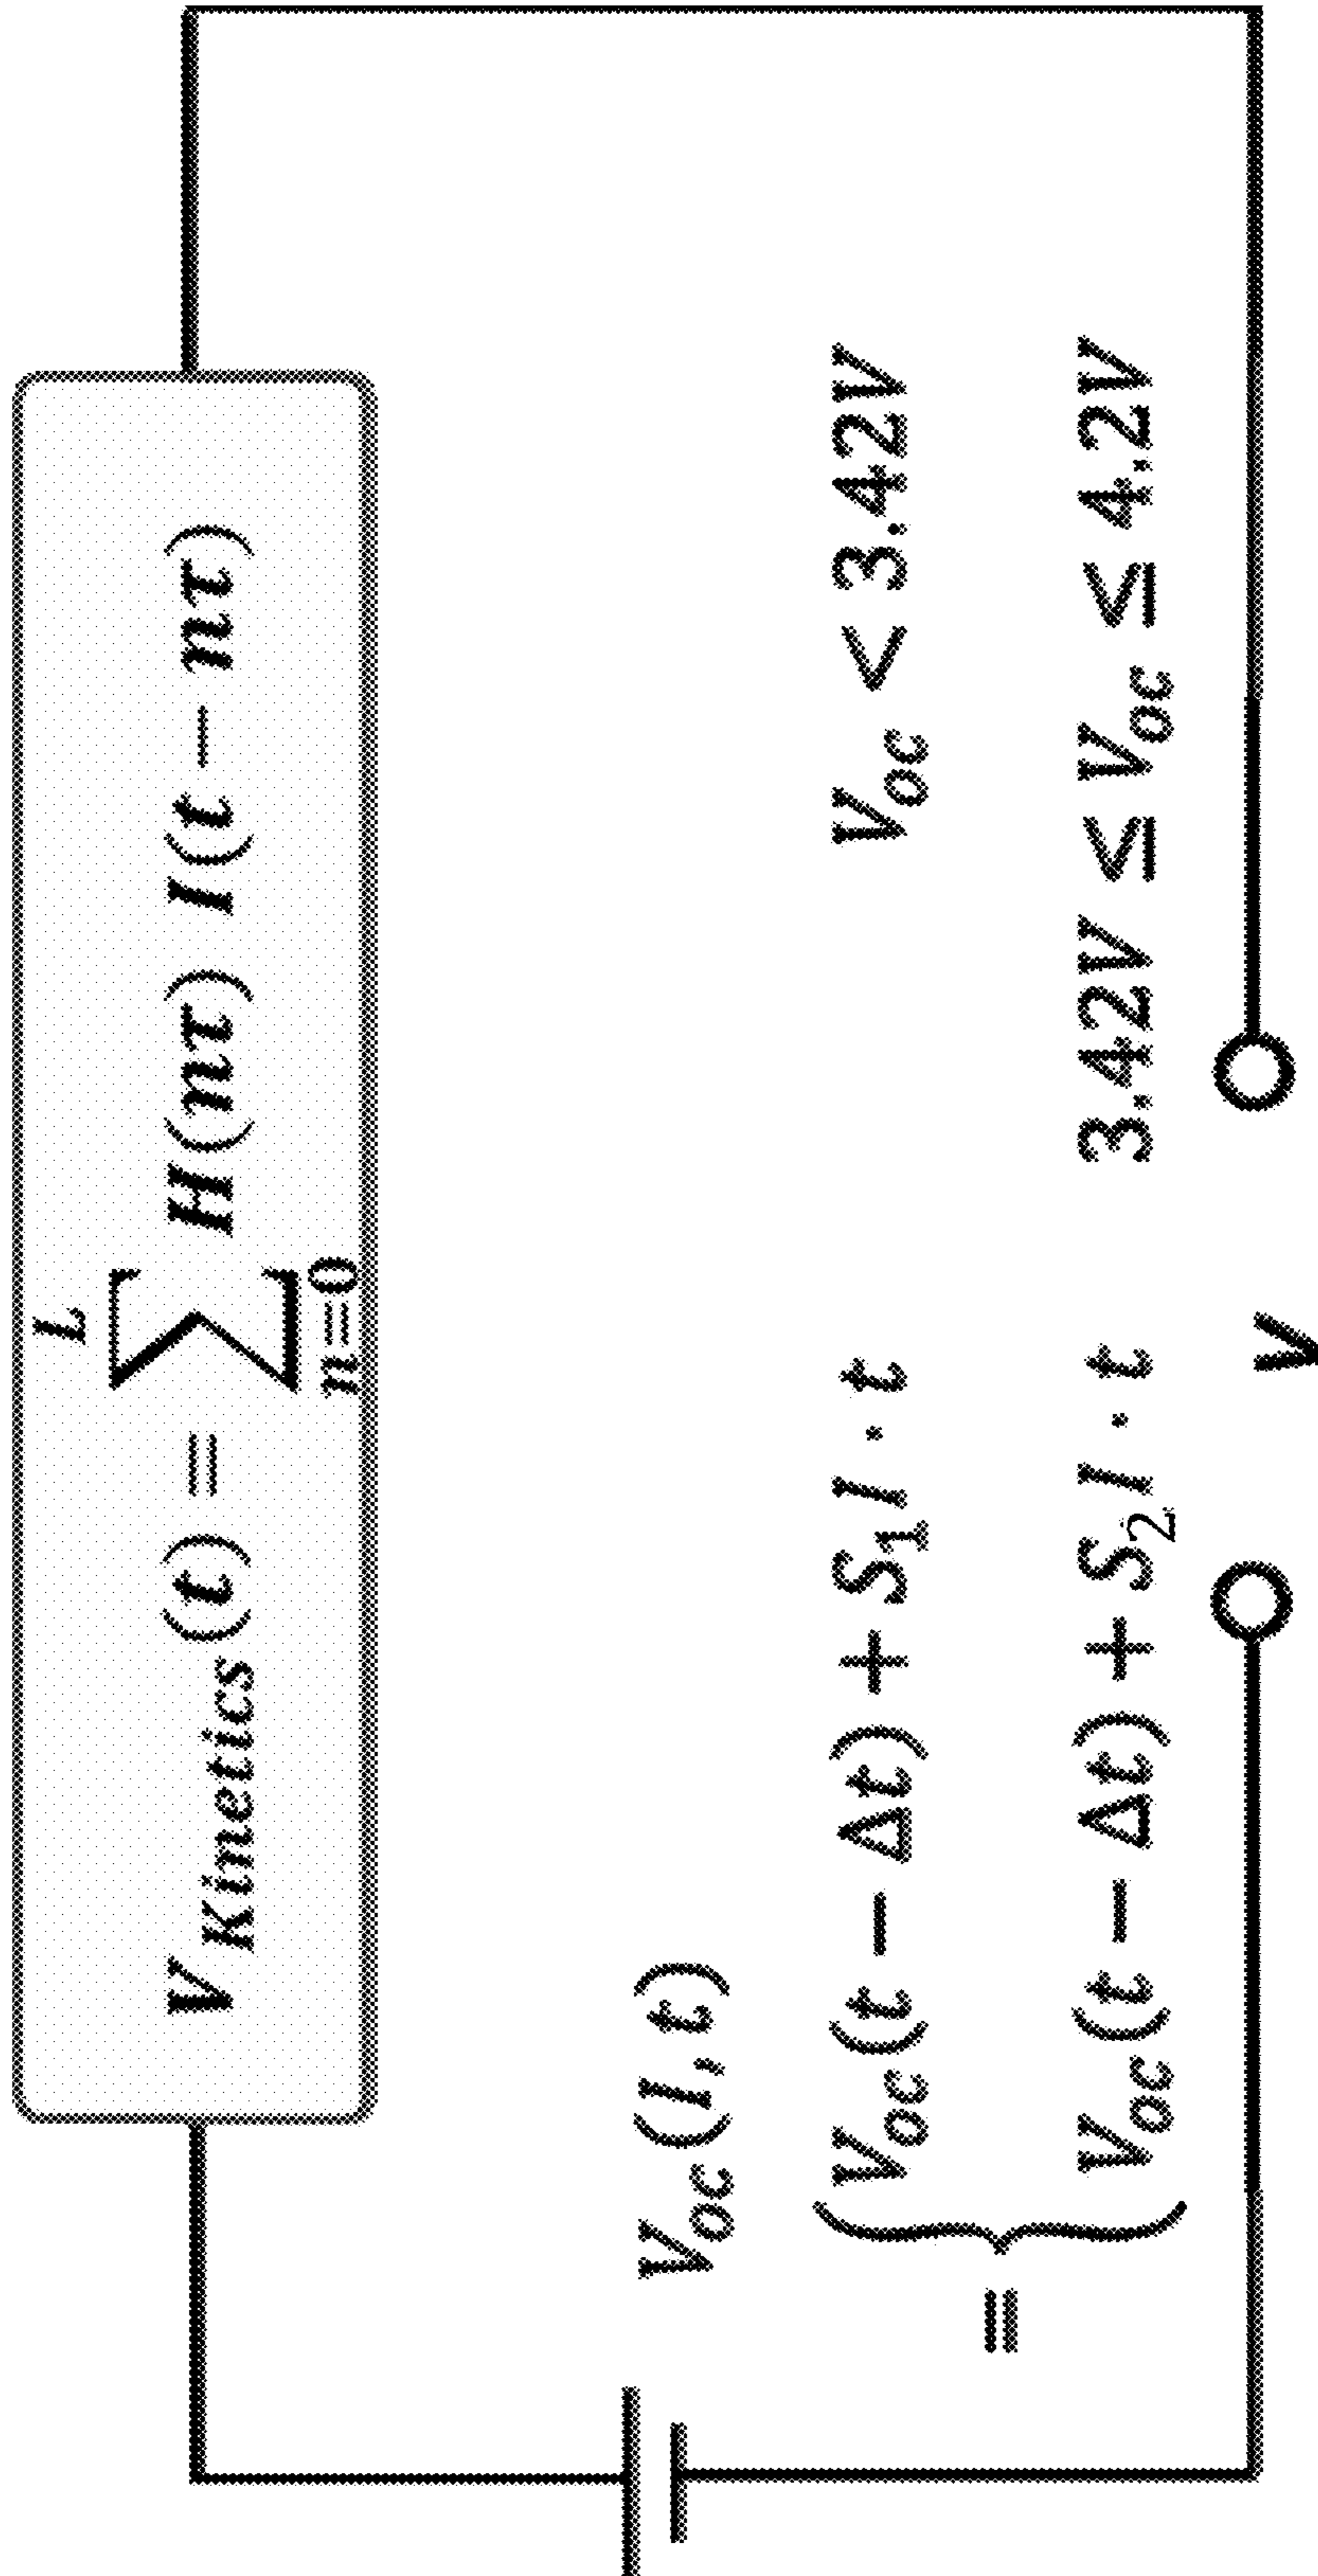 V_Kinetics(t) = \sum_{n=0}^{L} H(nτ) I(t − nτ)
V_oc(I, t)
= { V_oc(t − Δt) + S_1 I · t    V_oc < 3.42V
V_oc(t − Δt) + S_2 I · t    3.42V ≤ V_oc ≤ 4.2V
V